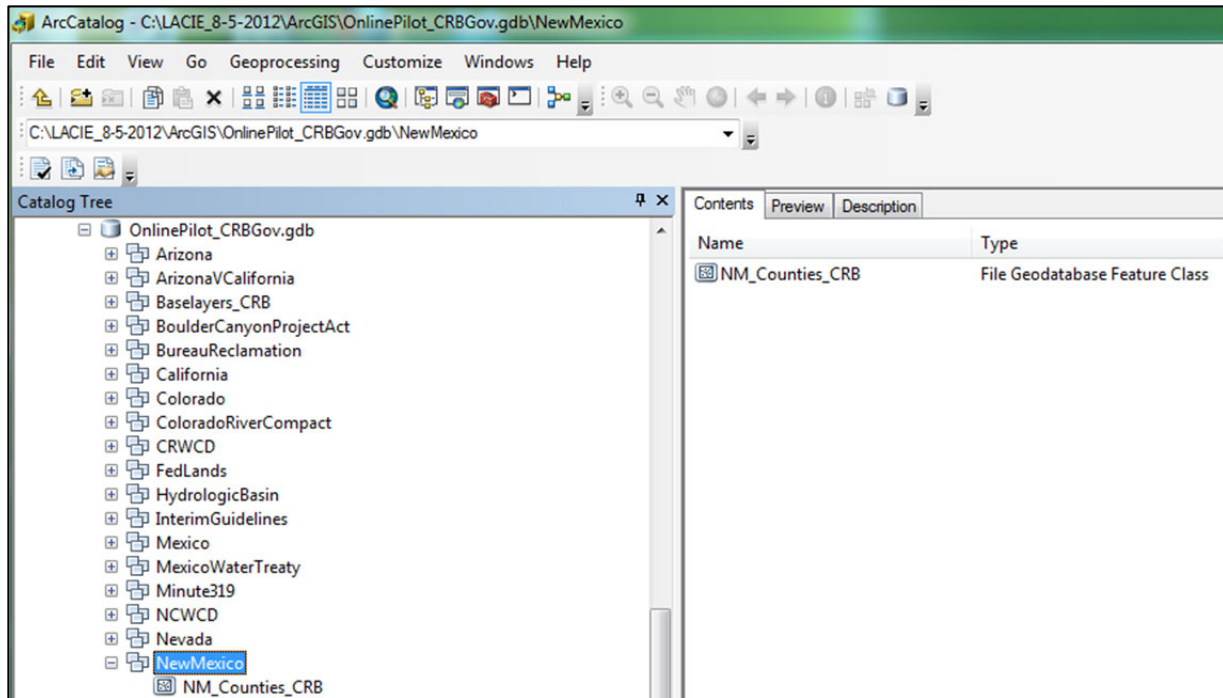 ArcCatalog - C:\LACIE_8-5-2012\ArcGIS\OnlinePilot_CRBGov.gdb\NewMexico
File Edit View Go Geoprocessing Customize Windows Help
C:\LACIE_8-5-2012\ArcGIS\OnlinePilot_CRBGov.gdb\NewMexico
Catalog Tree
OnlinePilot_CRBGov.gdb
Arizona
ArizonaVCalifornia
Baselayers_CRB
BoulderCanyonProjectAct
BureauReclamation
California
Colorado
ColoradoRiverCompact
CRWCD
FedLands
HydrologicBasin
InterimGuidelines
Mexico
MexicoWaterTreaty
Minute319
NCWCD
Nevada
NewMexico
NM_Counties_CRB
Contents Preview Description
Name Type
NM_Counties_CRB File Geodatabase Feature Class